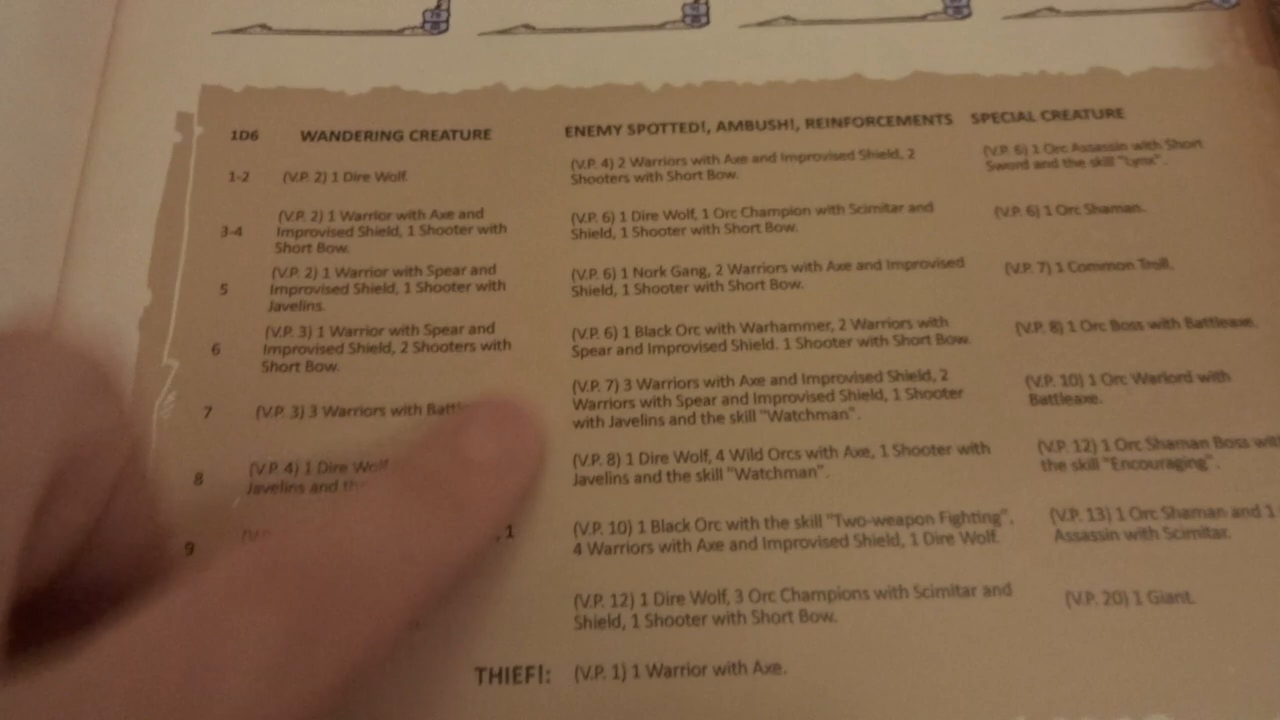 1D6 WANDERING CREATURE ENEMY SPOTTED!, AMBUSH!, REINFORCEMENTS SPECIAL CREATURE
1-2
(V.P. 2) 1 Dire Wolf.
(V.P. 4) 2 Warriors with Axe and Improvised Shield, 2
Shooters with Short Bow.
(V.P. 6) 1 Orc Assassin with Short
Sword and the skill "Lynx".
3-4
(V.P. 2) 1 Warrior with Axe and
Improvised Shield, 1 Shooter with
Short Bow.
(V.P. 6) 1 Dire Wolf, 1 Orc Champion with Scimitar and
Shield, 1 Shooter with Short Bow.
(V.P. 6) 1 Orc Shaman.
5
(V.P. 2) 1 Warrior with Spear and
Improvised Shield, 1 Shooter with
Javelins.
(V.P. 6) 1 Nork Gang, 2 Warriors with Axe and Improvised
Shield, 1 Shooter with Short Bow.
(V.P. 7) 1 Common Troll.
6
(V.P. 3) 1 Warrior with Spear and
Improvised Shield, 2 Shooters with
Short Bow.
(V.P. 6) 1 Black Orc with Warhammer, 2 Warriors with
Spear and Improvised Shield. 1 Shooter with Short Bow.
(V.P. 8) 1 Orc Boss with Battleaxe.
7
(V.P. 3) 3 Warriors with
(V.P. 7) 3 Warriors with Axe and Improvised Shield, 2
Warriors with Spear and Improvised Shield, 1 Shooter
with Javelins and the skill "Watchman".
(V.P. 10) 1 Orc Warlord with
Battleaxe.
8
(V.P. 4) 1 Dire Wolf
Javelins and the
(V.P. 8) 1 Dire Wolf, 4 Wild Orcs with Axe, 1 Shooter with
Javelins and the skill "Watchman".
(V.P. 12) 1 Orc Shaman Boss with
the skill "Encouraging".
9
, 1
(V.P. 10) 1 Black Orc with the skill "Two-weapon Fighting",
4 Warriors with Axe and Improvised Shield, 1 Dire Wolf.
(V.P. 13) 1 Orc Shaman and 1
Assassin with Scimitar.
(V.P. 12) 1 Dire Wolf, 3 Orc Champions with Scimitar and
Shield, 1 Shooter with Short Bow.
(V.P. 20) 1 Giant.
THIEF!: (V.P. 1) 1 Warrior with Axe.